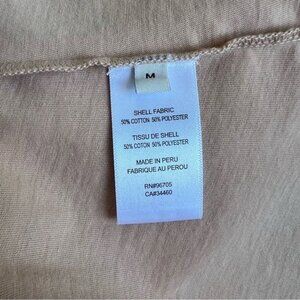 M
SHELL FABRIC
50% COTTON 50% POLYESTER
TISSU DE SHELL
50% COTON 50% POLYESTER
MADE IN PERU
FABRIQUE AU PEROU
RN#96705
CA#34460